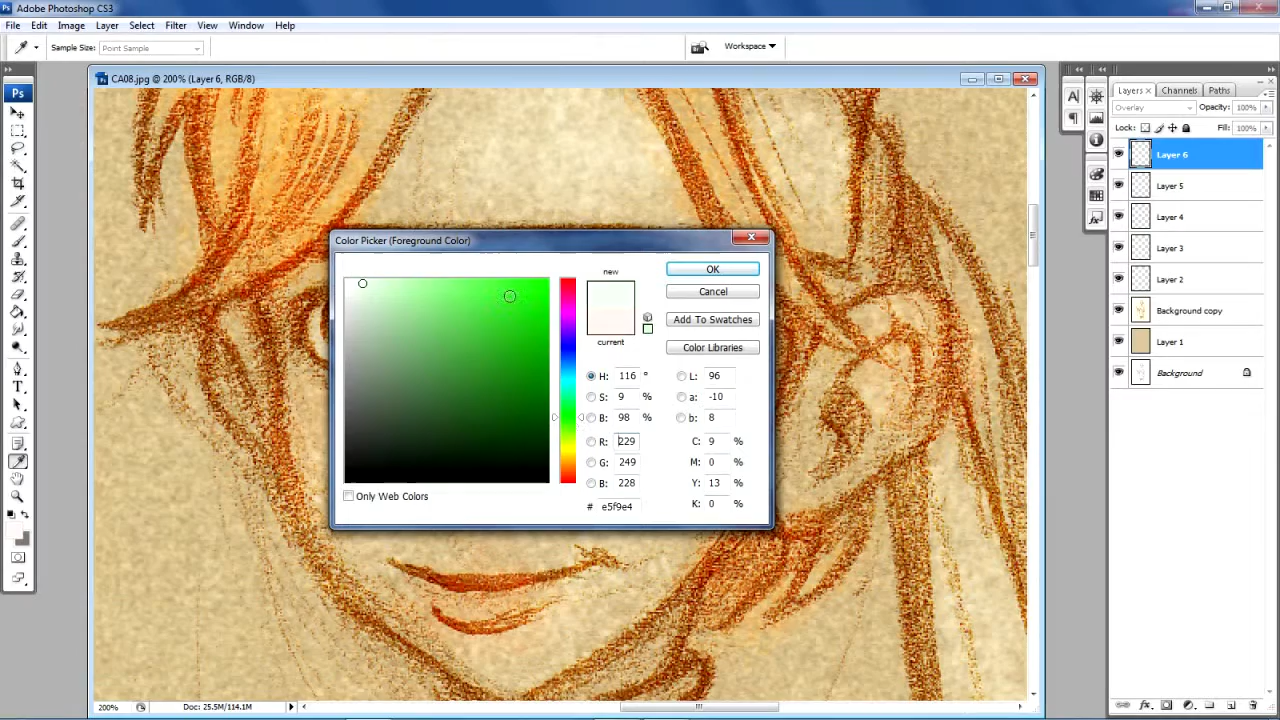 Ps Adobe Photoshop CS3
File Edit Image Layer Select Filter View Window Help
Sample Size: Point Sample Workspace
CA08.jpg @ 200% (Layer 6, RGB/8)
Ps
Layers Channels Paths
Overlay Opacity: 100%
Lock: Fill: 100%
Layer 6
Layer 5
Layer 4
Layer 3
Layer 2
Background copy
Layer 1
Background
Color Picker (Foreground Color)
new
current
OK
Cancel
Add To Swatches
Color Libraries
H: 116 ° L: 96
S: 9 % a: -10
B: 98 % b: 8
R: 229 C: 9 %
G: 249 M: 0 %
B: 228 Y: 13 %
# e5f9e4 K: 0 %
Only Web Colors
200% Doc: 25.5M/114.1M